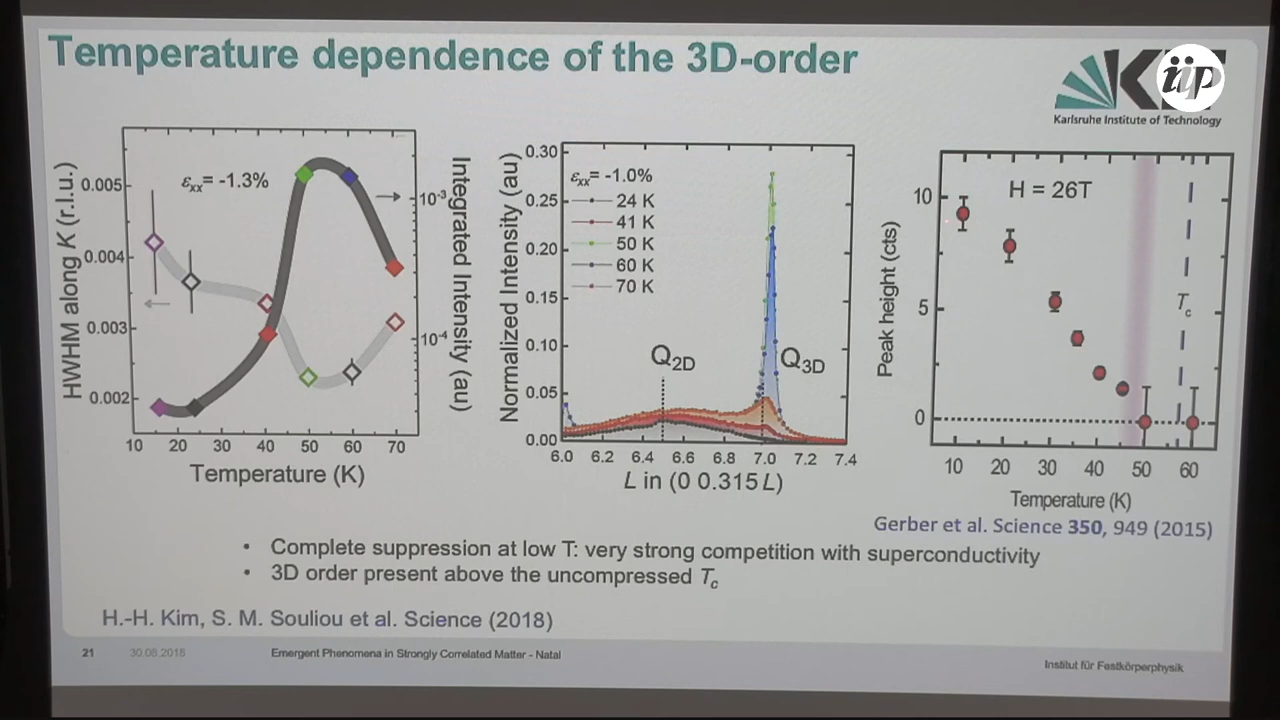 Temperature dependence of the 3D-order
iip
Karlsruhe Institute of Technology
HWHM along K (r.l.u.)
0.005
0.004
0.003
0.002
εxx= -1.3%
10-3
10-4
Integrated Intensity (au)
10 20 30 40 50 60 70
Temperature (K)
Normalized Intensity (au)
0.30
0.25
0.20
0.15
0.10
0.05
0.00
εxx= -1.0%
24 K
41 K
50 K
60 K
70 K
Q2D
Q3D
6.0 6.2 6.4 6.6 6.8 7.0 7.2 7.4
L in (0 0.315 L)
Peak height (cts)
10
5
0
H = 26T
Tc
10 20 30 40 50 60
Temperature (K)
Gerber et al. Science 350, 949 (2015)
• Complete suppression at low T: very strong competition with superconductivity
• 3D order present above the uncompressed Tc
H.-H. Kim, S. M. Souliou et al. Science (2018)
21 30.08.2018 Emergent Phenomena in Strongly Correlated Matter - Natal
Institut für Festkörperphysik